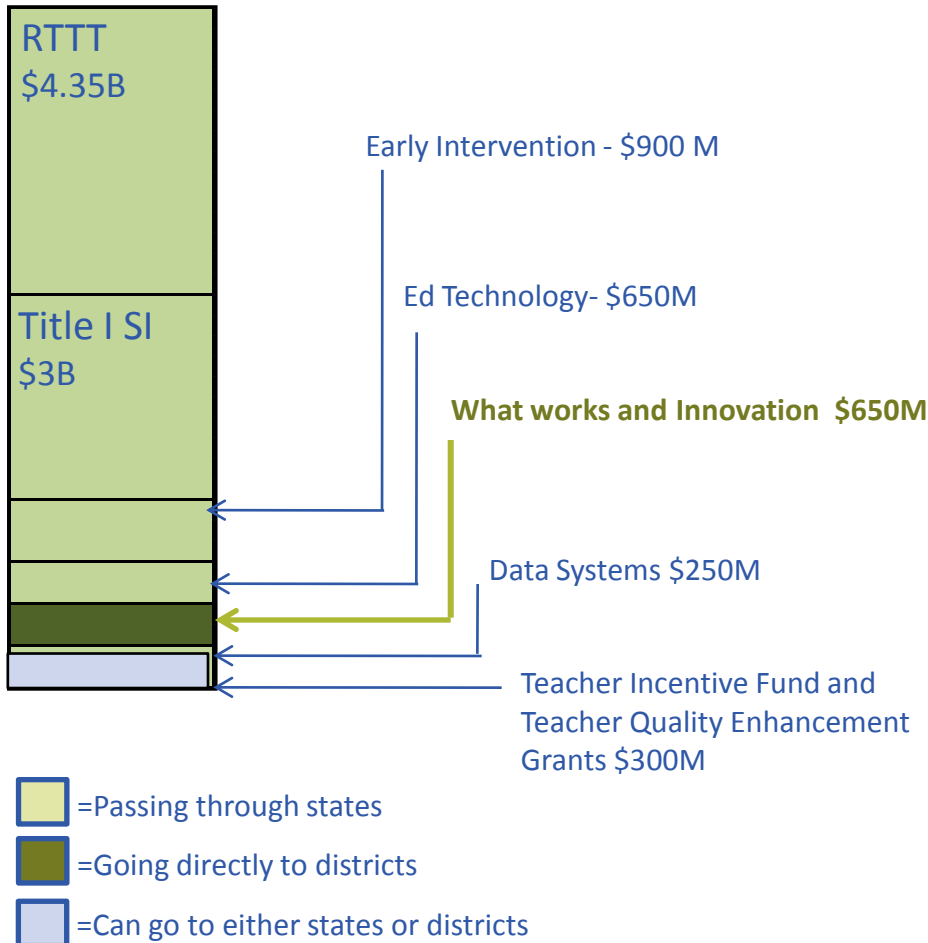 RTTT
$4.35B
Early Intervention - $900 M
Ed Technology- $650M
Title I SI
$3B
What works and Innovation $650M
Data Systems $250M
Teacher Incentive Fund and
Teacher Quality Enhancement
Grants $300M
=Passing through states
=Going directly to districts
=Can go to either states or districts